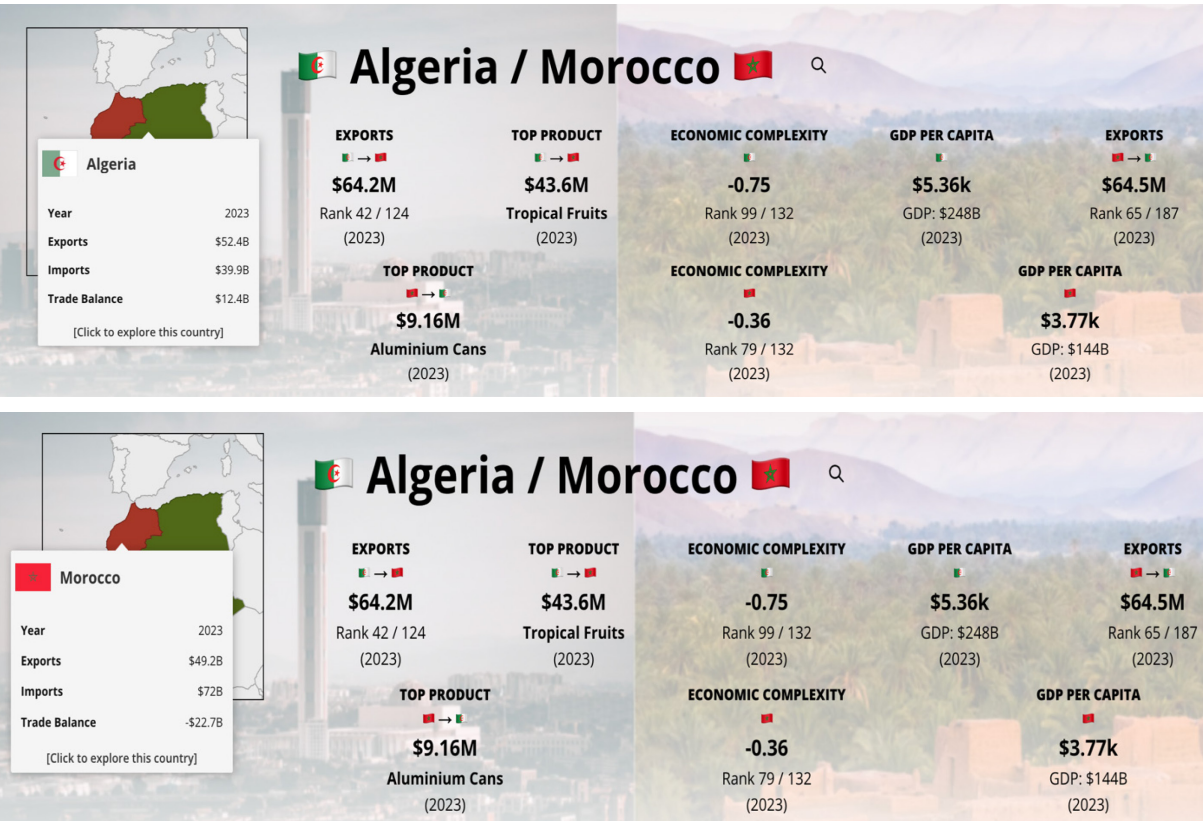 Algeria / Morocco
Algeria
Year 2023
Exports $52.4B
Imports $39.9B
Trade Balance $12.4B
[Click to explore this country]
EXPORTS
→
$64.2M
Rank 42 / 124
(2023)
TOP PRODUCT
→
$43.6M
Tropical Fruits
(2023)
ECONOMIC COMPLEXITY
-0.75
Rank 99 / 132
(2023)
GDP PER CAPITA
$5.36k
GDP: $248B
(2023)
EXPORTS
→
$64.5M
Rank 65 / 187
(2023)
TOP PRODUCT
→
$9.16M
Aluminium Cans
(2023)
ECONOMIC COMPLEXITY
-0.36
Rank 79 / 132
(2023)
GDP PER CAPITA
$3.77k
GDP: $144B
(2023)
Algeria / Morocco
Morocco
Year 2023
Exports $49.2B
Imports $72B
Trade Balance -$22.7B
[Click to explore this country]
EXPORTS
→
$64.2M
Rank 42 / 124
(2023)
TOP PRODUCT
→
$43.6M
Tropical Fruits
(2023)
ECONOMIC COMPLEXITY
-0.75
Rank 99 / 132
(2023)
GDP PER CAPITA
$5.36k
GDP: $248B
(2023)
EXPORTS
→
$64.5M
Rank 65 / 187
(2023)
TOP PRODUCT
→
$9.16M
Aluminium Cans
(2023)
ECONOMIC COMPLEXITY
-0.36
Rank 79 / 132
(2023)
GDP PER CAPITA
$3.77k
GDP: $144B
(2023)